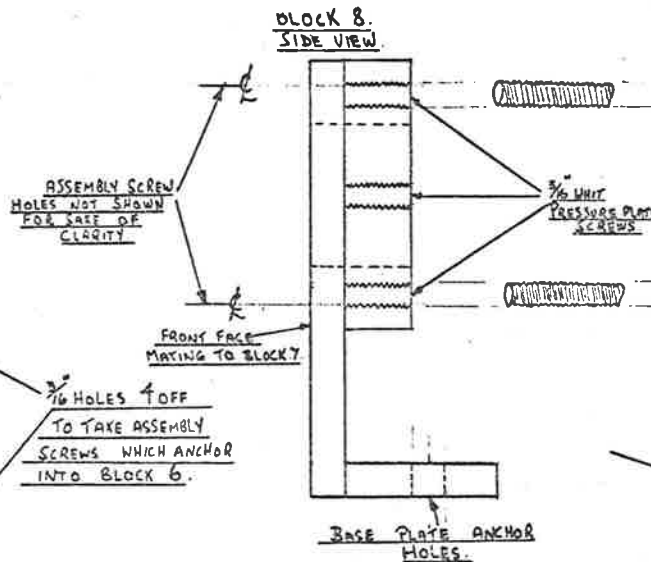 BLOCK 8.
SIDE VIEW.
ASSEMBLY SCREW
HOLES NOT SHOWN
FOR SAKE OF
CLARITY
3/16" WHIT
PRESSURE PLAT
SCREWS
FRONT FACE
MATING TO BLOCK 7
3/16" HOLES 4 OFF
TO TAKE ASSEMBLY
SCREWS WHICH ANCHOR
INTO BLOCK 6.
BASE PLATE ANCHOR
HOLES.